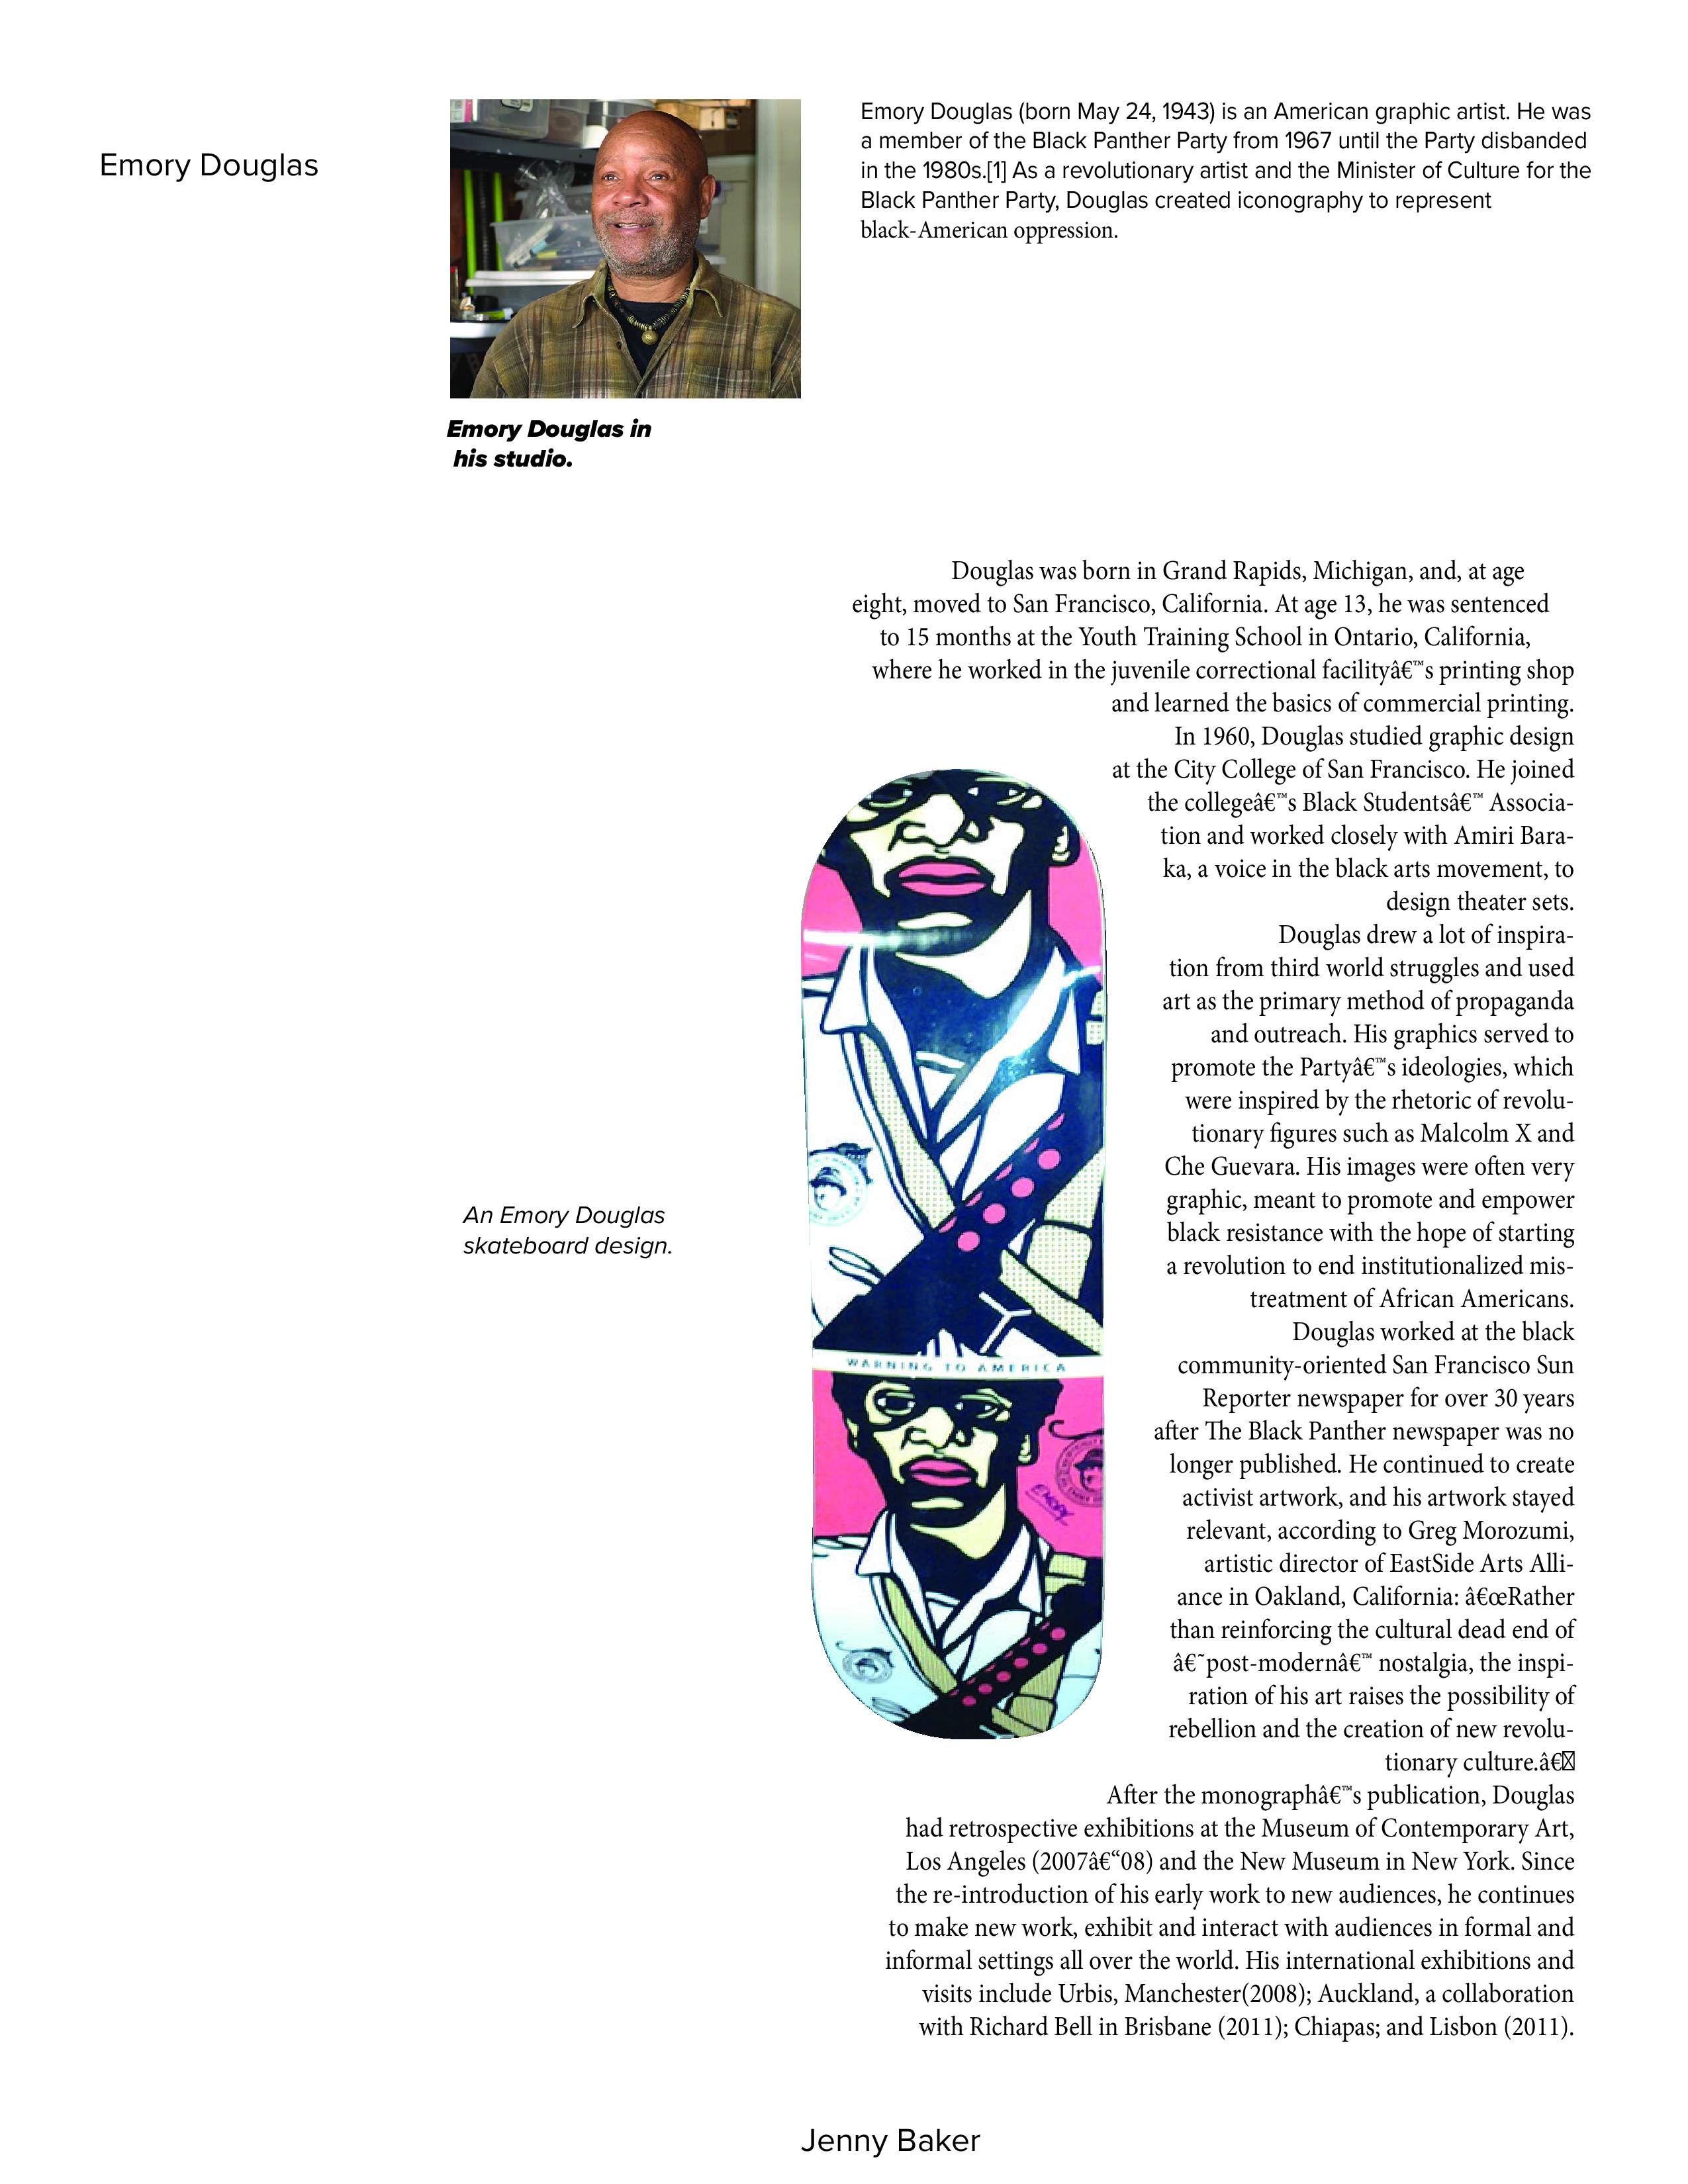 Emory Douglas
Emory Douglas (born May 24, 1943) is an American graphic artist. He was
a member of the Black Panther Party from 1967 until the Party disbanded
in the 1980s.[1] As a revolutionary artist and the Minister of Culture for the
Black Panther Party, Douglas created iconography to represent
black-American oppression.
Emory Douglas in
his studio.
Douglas was born in Grand Rapids, Michigan, and, at age
eight, moved to San Francisco, California. At age 13, he was sentenced
to 15 months at the Youth Training School in Ontario, California,
where he worked in the juvenile correctional facilityâ€™s printing shop
and learned the basics of commercial printing.
In 1960, Douglas studied graphic design
at the City College of San Francisco. He joined
the collegeâ€™s Black Studentsâ€™ Associa-
tion and worked closely with Amiri Bara-
ka, a voice in the black arts movement, to
design theater sets.
Douglas drew a lot of inspira-
tion from third world struggles and used
art as the primary method of propaganda
and outreach. His graphics served to
promote the Partyâ€™s ideologies, which
were inspired by the rhetoric of revolu-
tionary figures such as Malcolm X and
Che Guevara. His images were often very
graphic, meant to promote and empower
black resistance with the hope of starting
a revolution to end institutionalized mis-
treatment of African Americans.
Douglas worked at the black
community-oriented San Francisco Sun
Reporter newspaper for over 30 years
after The Black Panther newspaper was no
longer published. He continued to create
activist artwork, and his artwork stayed
relevant, according to Greg Morozumi,
artistic director of EastSide Arts Alli-
ance in Oakland, California: â€œRather
than reinforcing the cultural dead end of
â€˜post-modernâ€™ nostalgia, the inspi-
ration of his art raises the possibility of
rebellion and the creation of new revolu-
tionary culture.â€
After the monographâ€™s publication, Douglas
had retrospective exhibitions at the Museum of Contemporary Art,
Los Angeles (2007â€“08) and the New Museum in New York. Since
the re-introduction of his early work to new audiences, he continues
to make new work, exhibit and interact with audiences in formal and
informal settings all over the world. His international exhibitions and
visits include Urbis, Manchester(2008); Auckland, a collaboration
with Richard Bell in Brisbane (2011); Chiapas; and Lisbon (2011).
An Emory Douglas
skateboard design.
WARNING TO AMERICA
EMORY
Jenny Baker